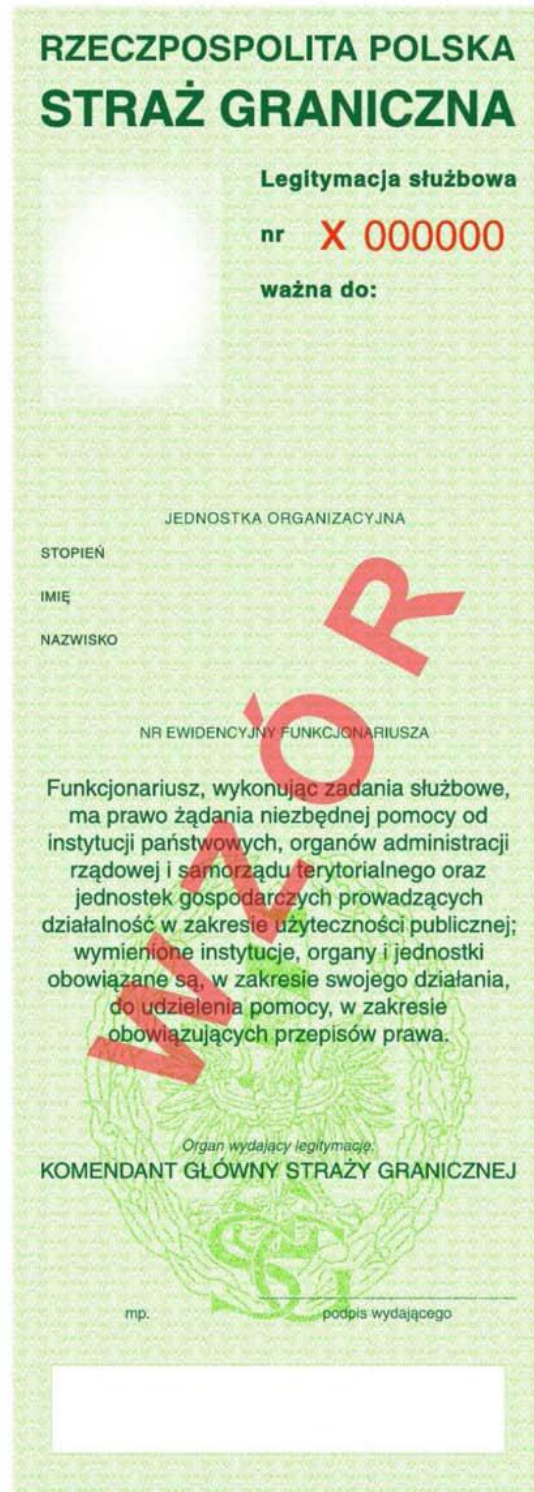 RZECZPOSPOLITA POLSKA
STRAŻ GRANICZNA
Legitymacja służbowa
nr X 000000
ważna do:
JEDNOSTKA ORGANIZACYJNA
STOPIEŃ
IMIĘ
NAZWISKO
NR EWIDENCYJNY FUNKCJONARIUSZA
Funkcjonariusz, wykonując zadania służbowe,
ma prawo żądania niezbędnej pomocy od
instytucji państwowych, organów administracji
rządowej i samorządu terytorialnego oraz
jednostek gospodarczych prowadzących
działalność w zakresie użyteczności publicznej;
wymienione instytucje, organy i jednostki
obowiązane są, w zakresie swojego działania,
do udzielenia pomocy, w zakresie
obowiązujących przepisów prawa.
WZÓR
Organ wydający legitymację:
KOMENDANT GŁÓWNY STRAŻY GRANICZNEJ
SG
mp. podpis wydającego